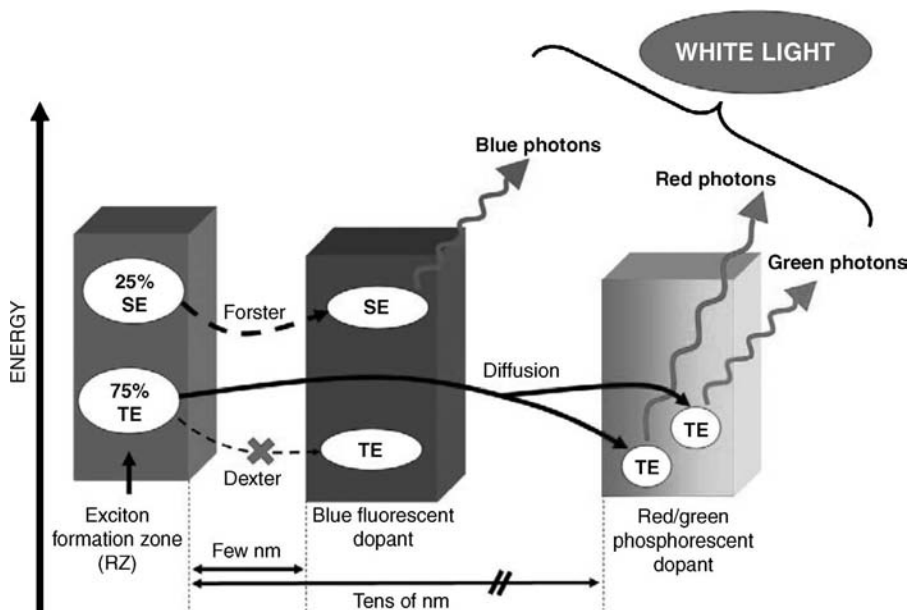 WHITE LIGHT
Blue photons
Red photons
Green photons
ENERGY
25%
SE
Forster
SE
75%
TE
Diffusion
TE
TE
TE
Dexter
Exciton
formation zone
(RZ)
Blue fluorescent
dopant
Red/green
phosphorescent
dopant
Few nm
Tens of nm